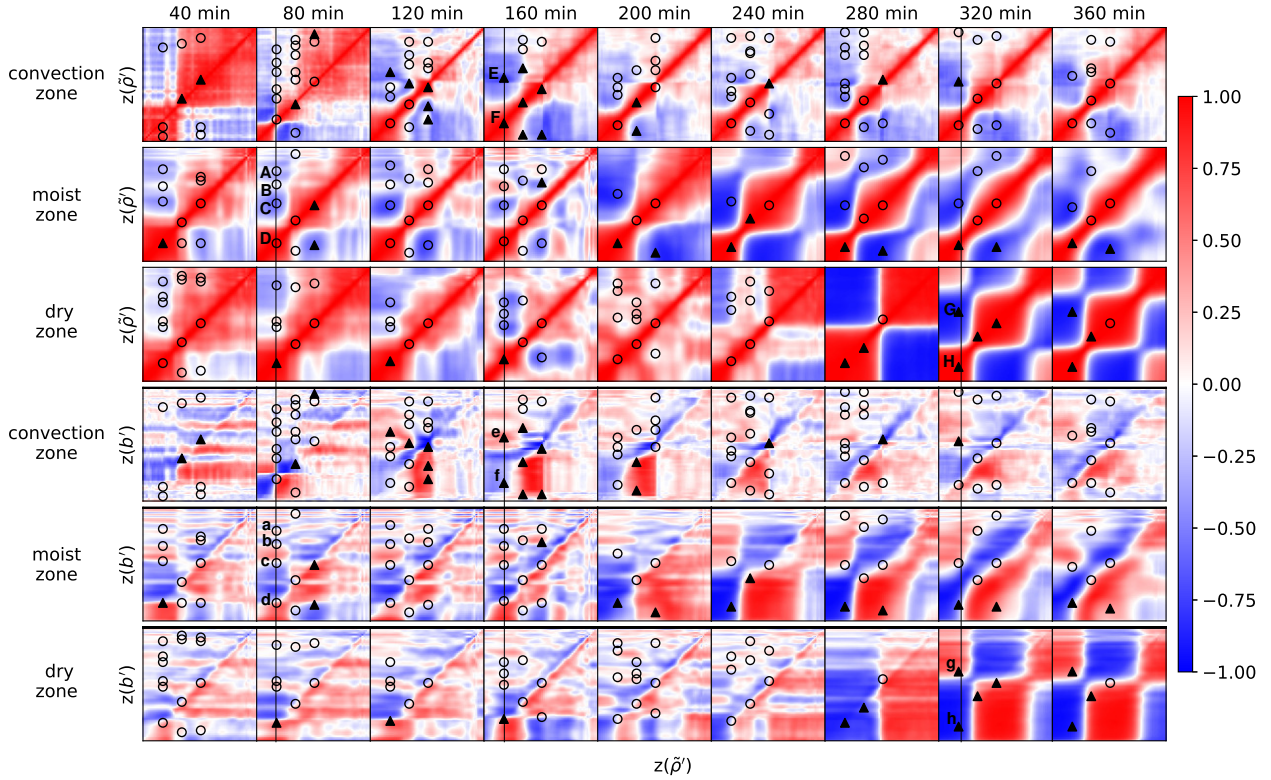 40 min 80 min 120 min 160 min 200 min 240 min 280 min 320 min 360 min
convection
zone
z(ρ̃′)
E
F
1.00
moist
zone
z(ρ̃′)
A
B
C
D
0.75
0.50
dry
zone
z(ρ̃′)
G
H
0.25
0.00
convection
zone
z(b′)
e
f
−0.25
moist
zone
z(b′)
a
b
c
d
−0.50
−0.75
dry
zone
z(b′)
g
h
−1.00
z(ρ̃′)